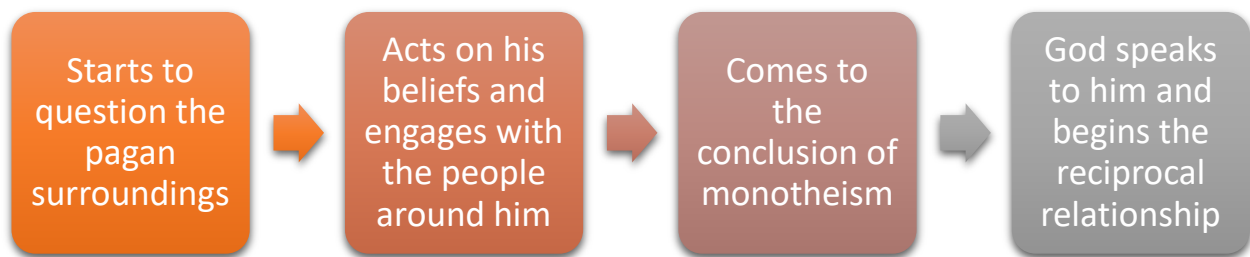 Starts to
question the
pagan
surroundings
Acts on his
beliefs and
engages with
the people
around him
Comes to
the
conclusion of
monotheism
God speaks
to him and
begins the
reciprocal
relationship